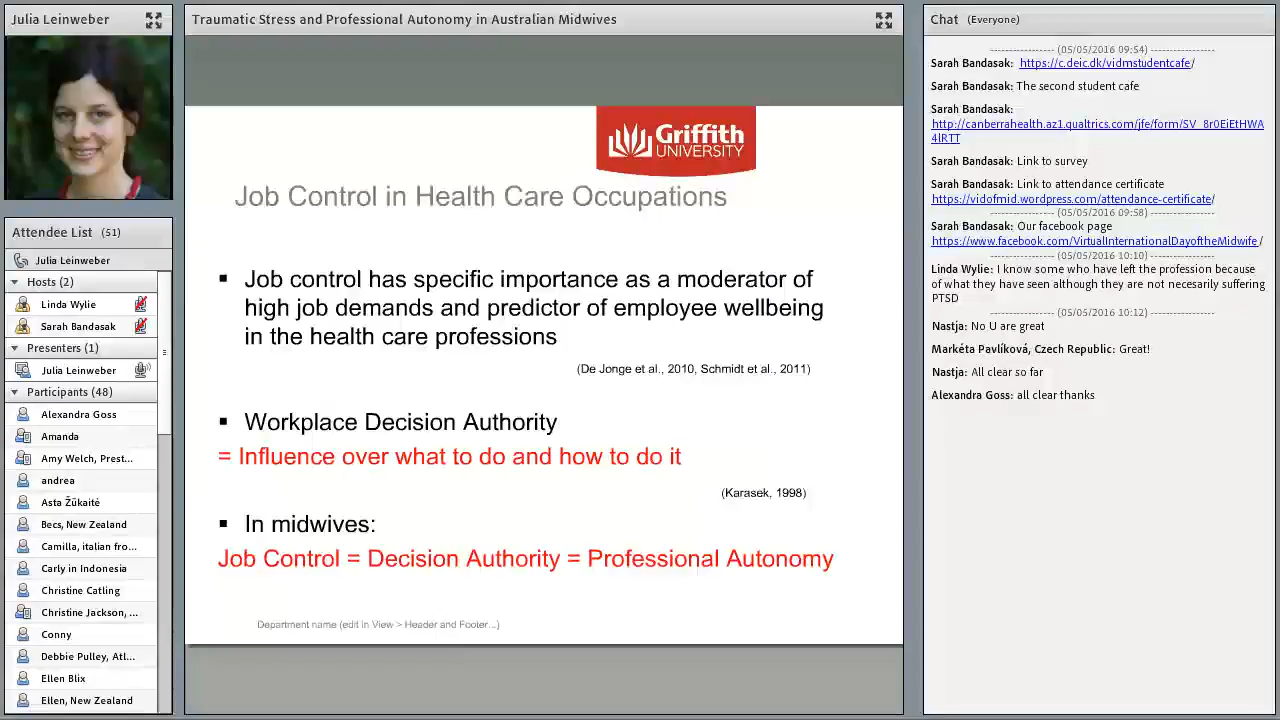 Julia Leinweber
Attendee List (51)
Julia Leinweber
Hosts (2)
Linda Wylie
Sarah Bandasak
Presenters (1)
Julia Leinweber
Participants (48)
Alexandra Goss
Amanda
Amy Welch, Prest...
andrea
Asta Žūkaitė
Becs, New Zealand
Camilla, italian fro...
Carly in Indonesia
Christine Catling
Christine Jackson, ...
Conny
Debbie Pulley, Atl...
Ellen Blix
Ellen, New Zealand
Traumatic Stress and Professional Autonomy in Australian Midwives
Griffith
UNIVERSITY
Job Control in Health Care Occupations
▪ Job control has specific importance as a moderator of
high job demands and predictor of employee wellbeing
in the health care professions
(De Jonge et al., 2010, Schmidt et al., 2011)
▪ Workplace Decision Authority
= Influence over what to do and how to do it
(Karasek, 1998)
▪ In midwives:
Job Control = Decision Authority = Professional Autonomy
Department name (edit in View > Header and Footer...)
Chat (Everyone)
----------------- (05/05/2016 09:54) -----------------
Sarah Bandasak: https://c.deic.dk/vidmstudentcafe/
Sarah Bandasak: The second student cafe
Sarah Bandasak:
http://canberrahealth.az1.qualtrics.com/jfe/form/SV_8r0EiEtHWA
4lRTT
Sarah Bandasak: Link to survey
Sarah Bandasak: Link to attendance certificate
https://vidofmid.wordpress.com/attendance-certificate/
----------------- (05/05/2016 09:58) -----------------
Sarah Bandasak: Our facebook page
https://www.facebook.com/VirtualInternationalDayoftheMidwife/
----------------- (05/05/2016 10:10) -----------------
Linda Wylie: I know some who have left the profession because
of what they have seen although they are not necesarily suffering
PTSD
----------------- (05/05/2016 10:12) -----------------
Nastja: No U are great
Markéta Pavlíková, Czech Republic: Great!
Nastja: All clear so far
Alexandra Goss: all clear thanks